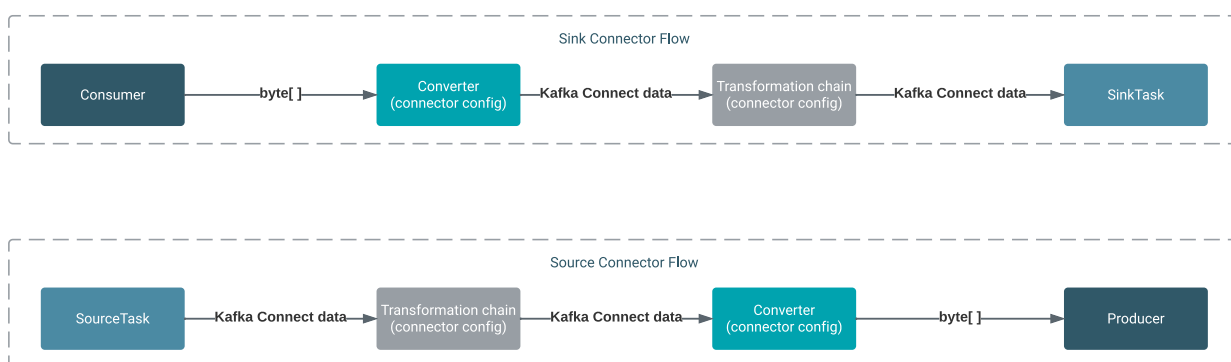 Sink Connector Flow
Consumer
byte[ ]
Converter
(connector config)
Kafka Connect data
Transformation chain
(connector config)
Kafka Connect data
SinkTask
Source Connector Flow
SourceTask
Kafka Connect data
Transformation chain
(connector config)
Kafka Connect data
Converter
(connector config)
byte[ ]
Producer